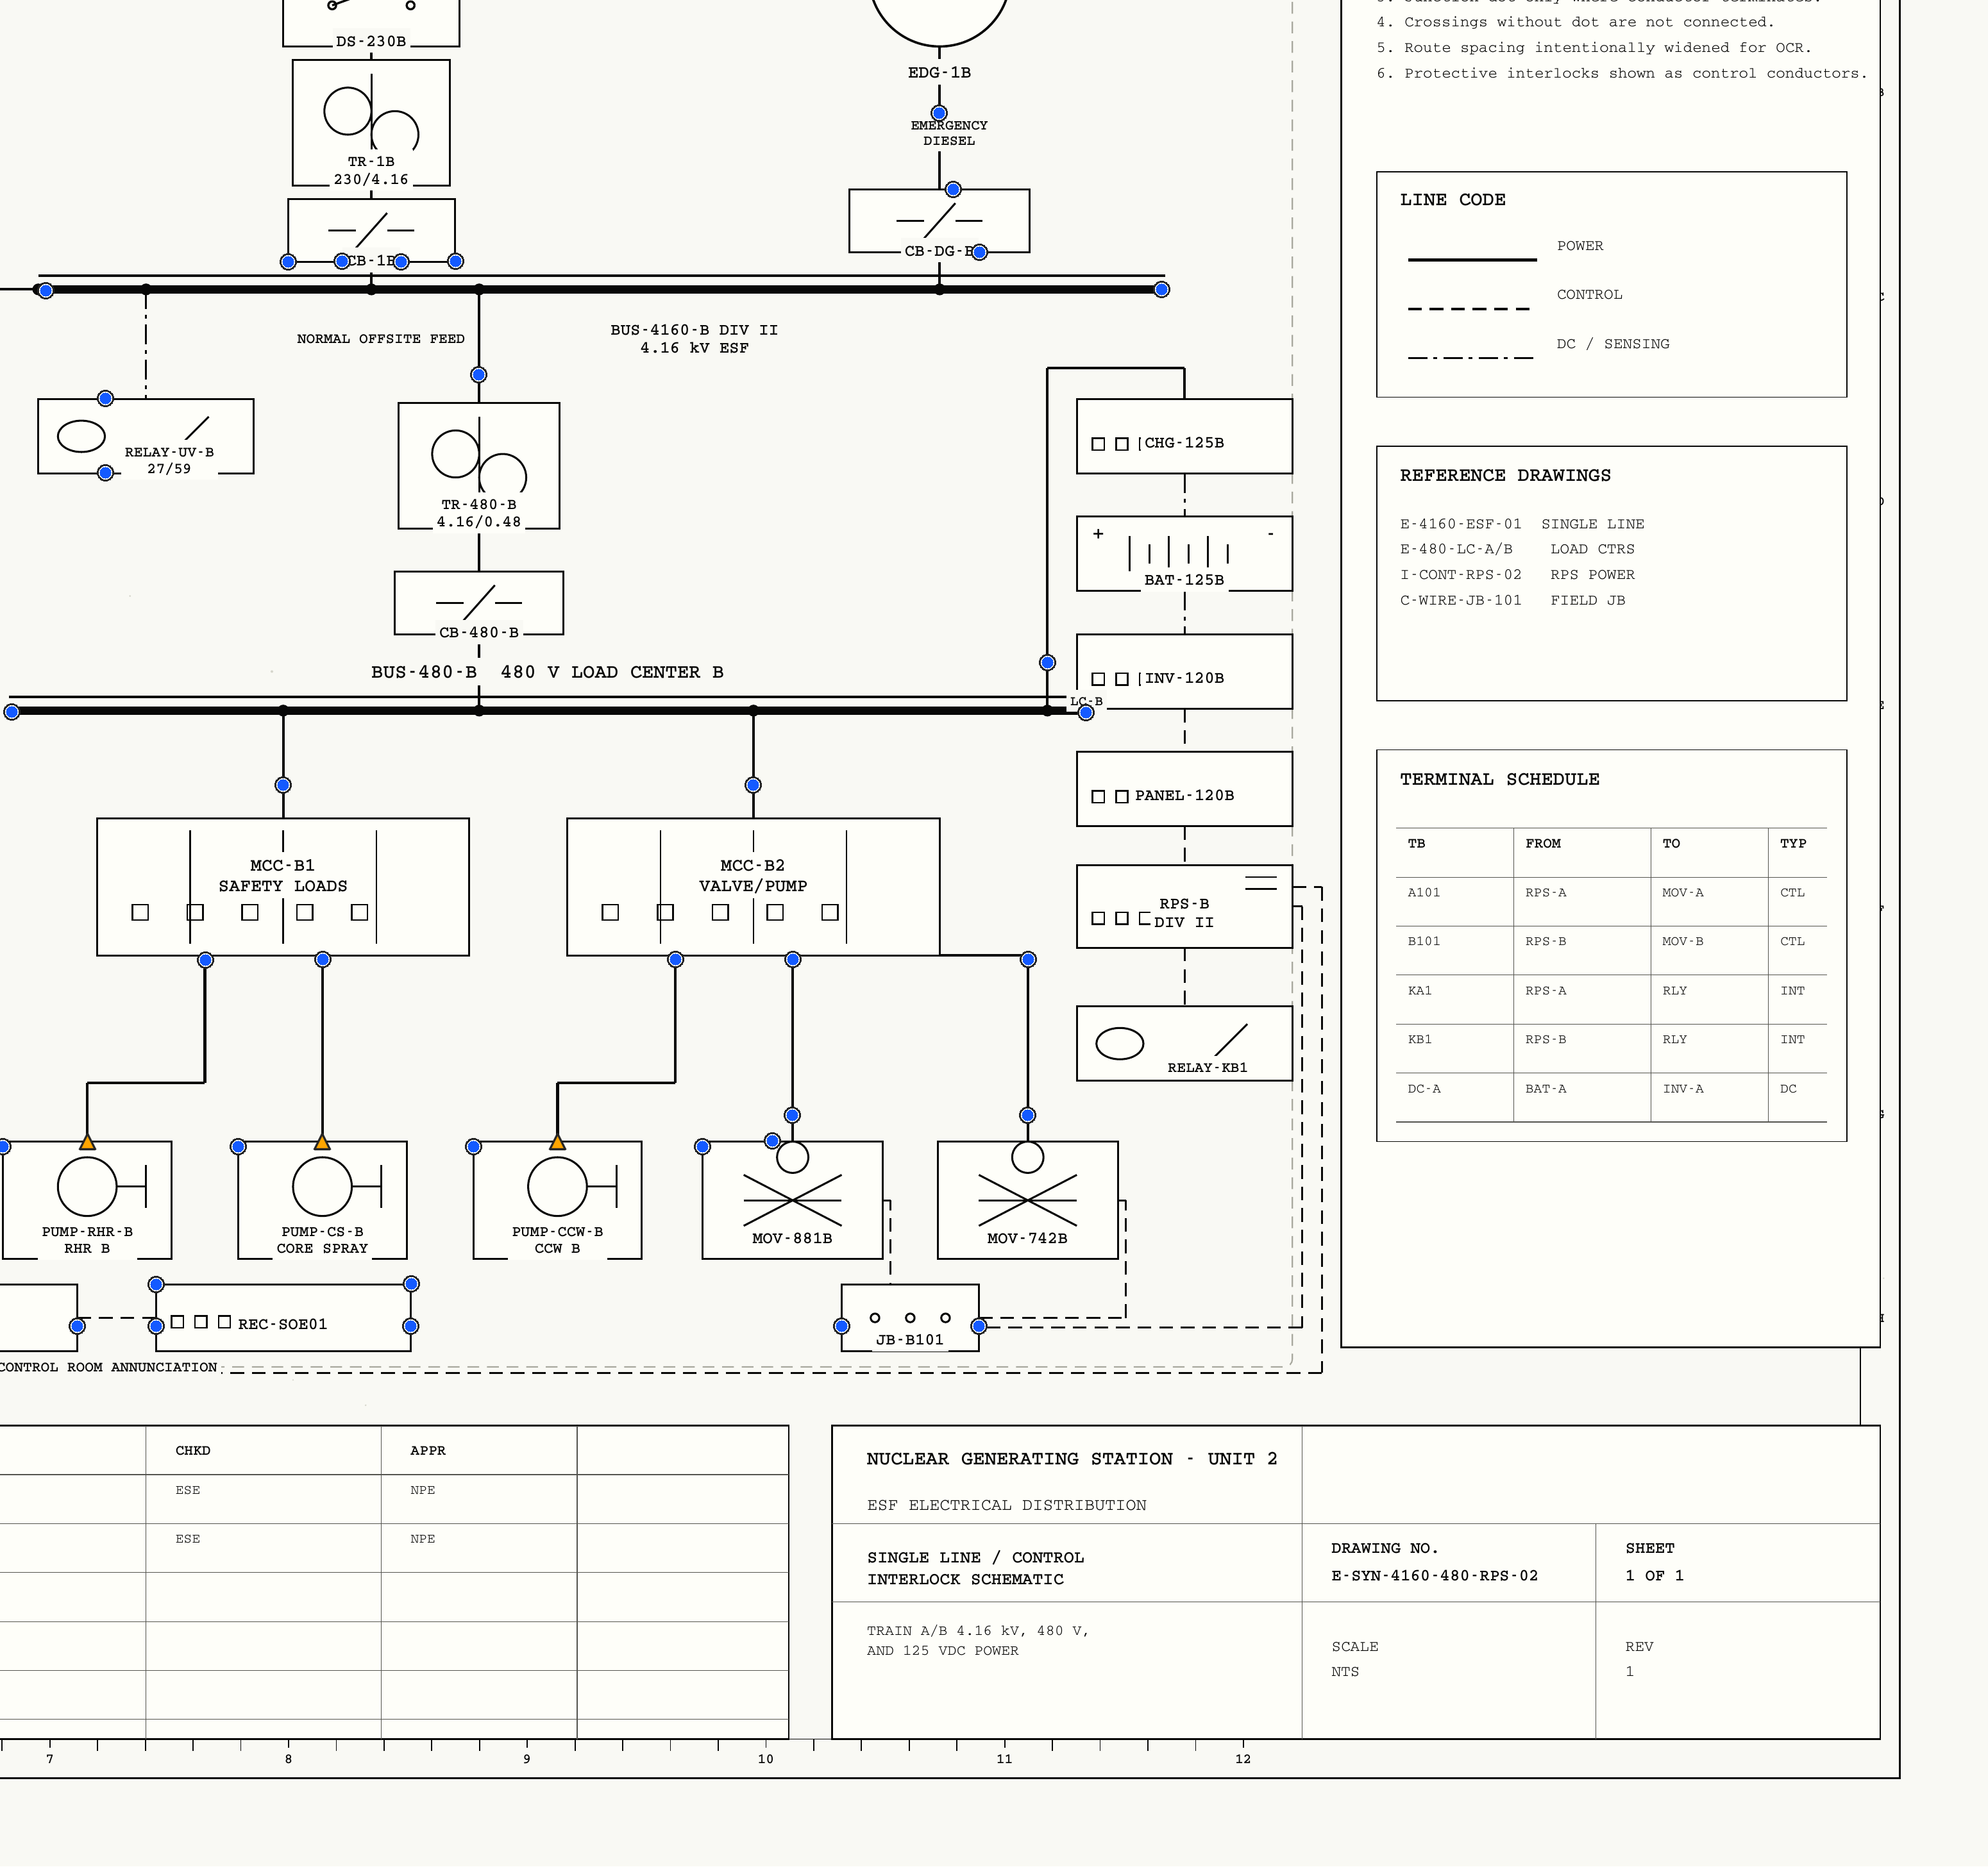 DS-230B
TR-1B
230/4.16
CB-1B
EDG-1B
EMERGENCY
DIESEL
CB-DG-B
NORMAL OFFSITE FEED
BUS-4160-B DIV II
4.16 kV ESF
RELAY-UV-B
27/59
TR-480-B
4.16/0.48
CB-480-B
BUS-480-B 480 V LOAD CENTER B
LC-B
CHG-125B
+ -
BAT-125B
INV-120B
PANEL-120B
RPS-B
DIV II
RELAY-KB1
MCC-B1
SAFETY LOADS
MCC-B2
VALVE/PUMP
PUMP-RHR-B
RHR B
PUMP-CS-B
CORE SPRAY
PUMP-CCW-B
CCW B
MOV-881B
MOV-742B
REC-SOE01
JB-B101
CONTROL ROOM ANNUNCIATION
4. Crossings without dot are not connected.
5. Route spacing intentionally widened for OCR.
6. Protective interlocks shown as control conductors.
LINE CODE
POWER
CONTROL
DC / SENSING
REFERENCE DRAWINGS
E-4160-ESF-01 SINGLE LINE
E-480-LC-A/B LOAD CTRS
I-CONT-RPS-02 RPS POWER
C-WIRE-JB-101 FIELD JB
TERMINAL SCHEDULE
TB FROM TO TYP
A101 RPS-A MOV-A CTL
B101 RPS-B MOV-B CTL
KA1 RPS-A RLY INT
KB1 RPS-B RLY INT
DC-A BAT-A INV-A DC
CHKD APPR
ESE NPE
ESE NPE
NUCLEAR GENERATING STATION - UNIT 2
ESF ELECTRICAL DISTRIBUTION
SINGLE LINE / CONTROL
INTERLOCK SCHEMATIC
TRAIN A/B 4.16 kV, 480 V,
AND 125 VDC POWER
DRAWING NO.
E-SYN-4160-480-RPS-02
SHEET
1 OF 1
SCALE
NTS
REV
1
7 8 9 10 11 12